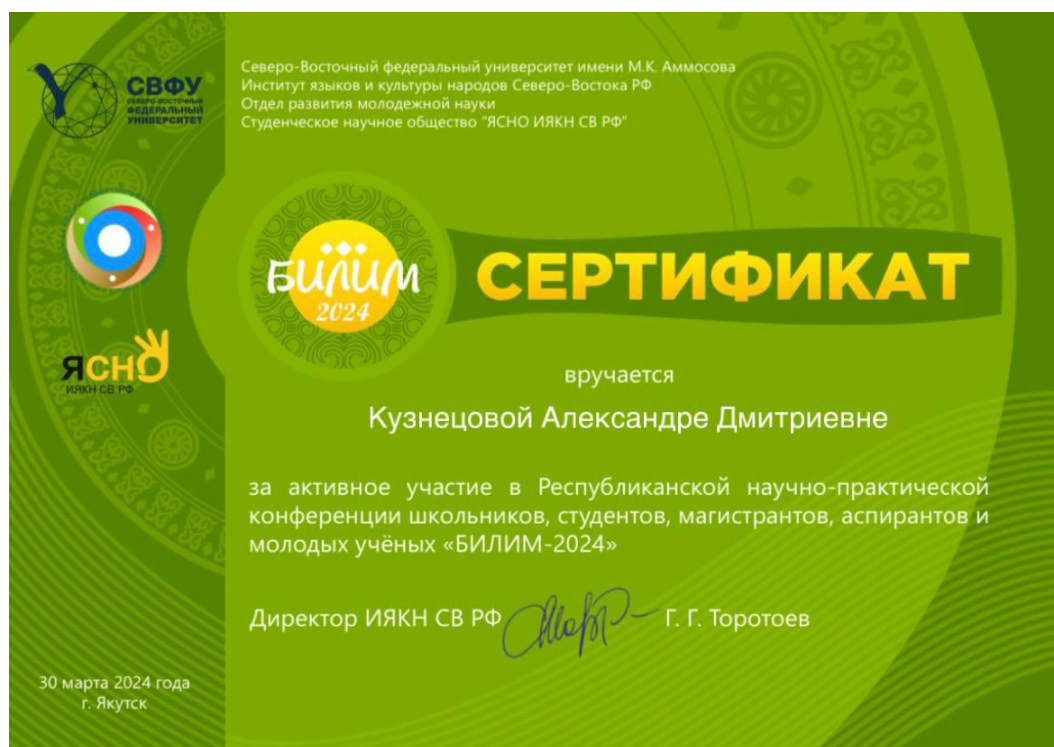 СВФУ
СЕВЕРО-ВОСТОЧНЫЙ
ФЕДЕРАЛЬНЫЙ
УНИВЕРСИТЕТ
Северо-Восточный федеральный университет имени М.К. Аммосова
Институт языков и культуры народов Северо-Востока РФ
Отдел развития молодежной науки
Студенческое научное общество "ЯСНО ИЯКН СВ РФ"
БИЛИМ
2024
СЕРТИФИКАТ
ЯСНО
ИЯКН СВ РФ
вручается
Кузнецовой Александре Дмитриевне
за активное участие в Республиканской научно-практической
конференции школьников, студентов, магистрантов, аспирантов и
молодых учёных «БИЛИМ-2024»
Директор ИЯКН СВ РФ Г. Г. Торотоев
30 марта 2024 года
г. Якутск